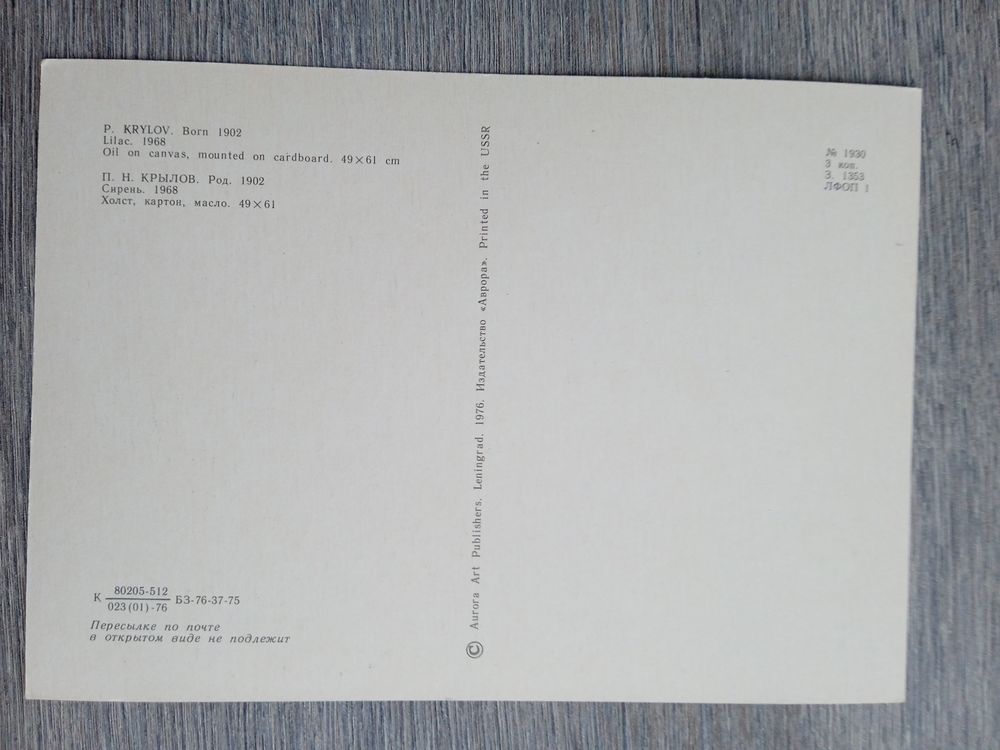 P. KRYLOV. Born 1902
Lilac. 1968
Oil on canvas, mounted on cardboard. 49×61 cm
П. Н. КРЫЛОВ. Род. 1902
Сирень. 1968
Холст, картон, масло. 49×61
К 80205-512
023(01)-76 БЗ-76-37-75
Пересылке по почте
в открытом виде не подлежит
© Aurora Art Publishers. Leningrad. 1976. Издательство «Аврора». Printed in the USSR
№ 1930
3 коп.
З. 1353
ЛФОП 1